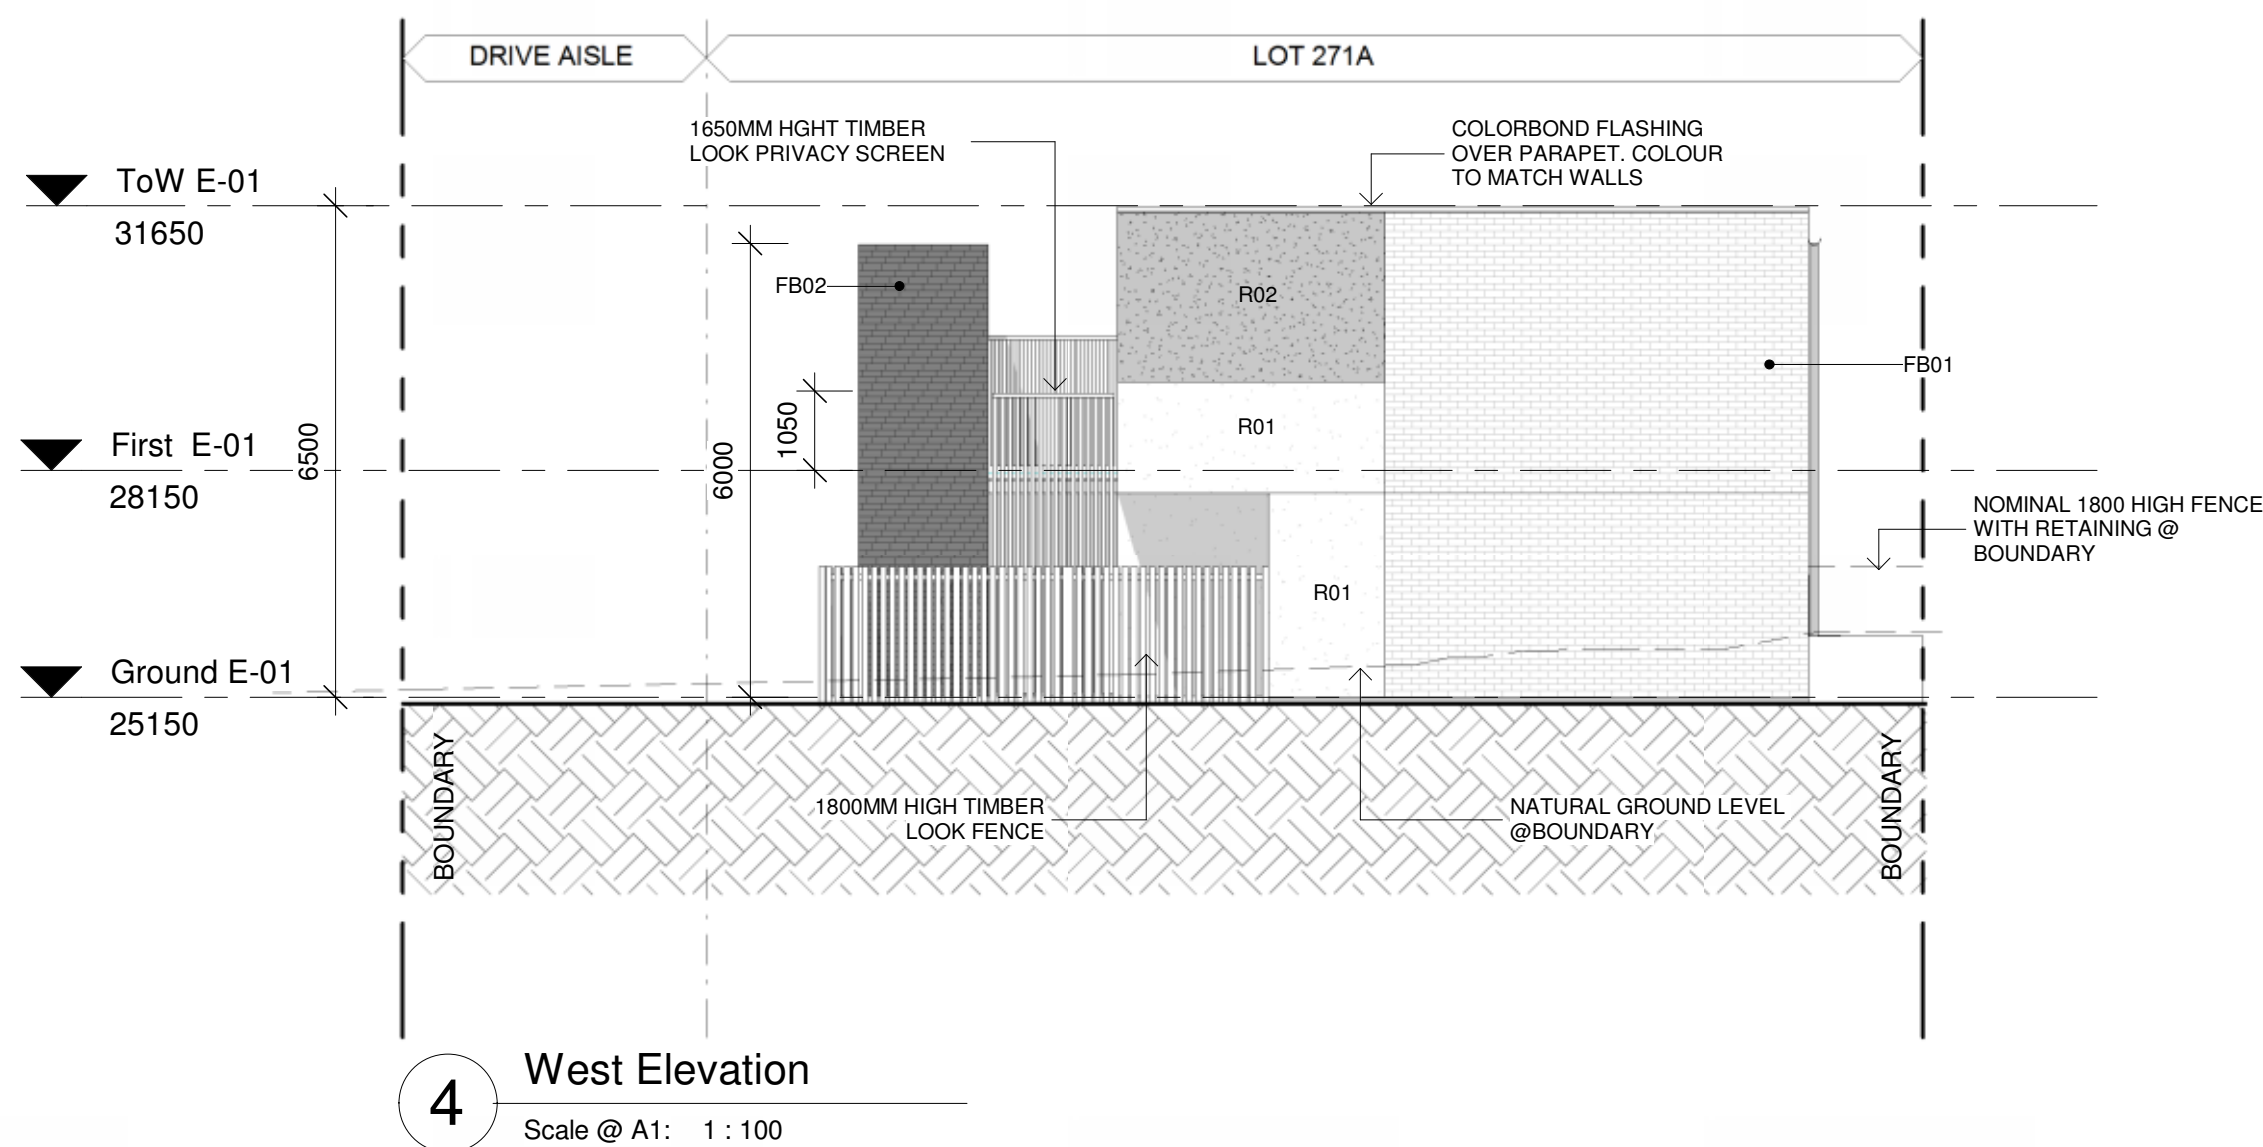 DRIVE AISLE
LOT 271A
1650MM HGHT TIMBER
LOOK PRIVACY SCREEN
COLORBOND FLASHING
OVER PARAPET. COLOUR
TO MATCH WALLS
ToW E-01
31650
FB02
R02
FB01
First E-01
28150
6500
6000
1050
R01
NOMINAL 1800 HIGH FENCE
WITH RETAINING @
BOUNDARY
R01
Ground E-01
25150
BOUNDARY
BOUNDARY
1800MM HIGH TIMBER
LOOK FENCE
NATURAL GROUND LEVEL
@BOUNDARY
4
West Elevation
Scale @ A1: 1 : 100